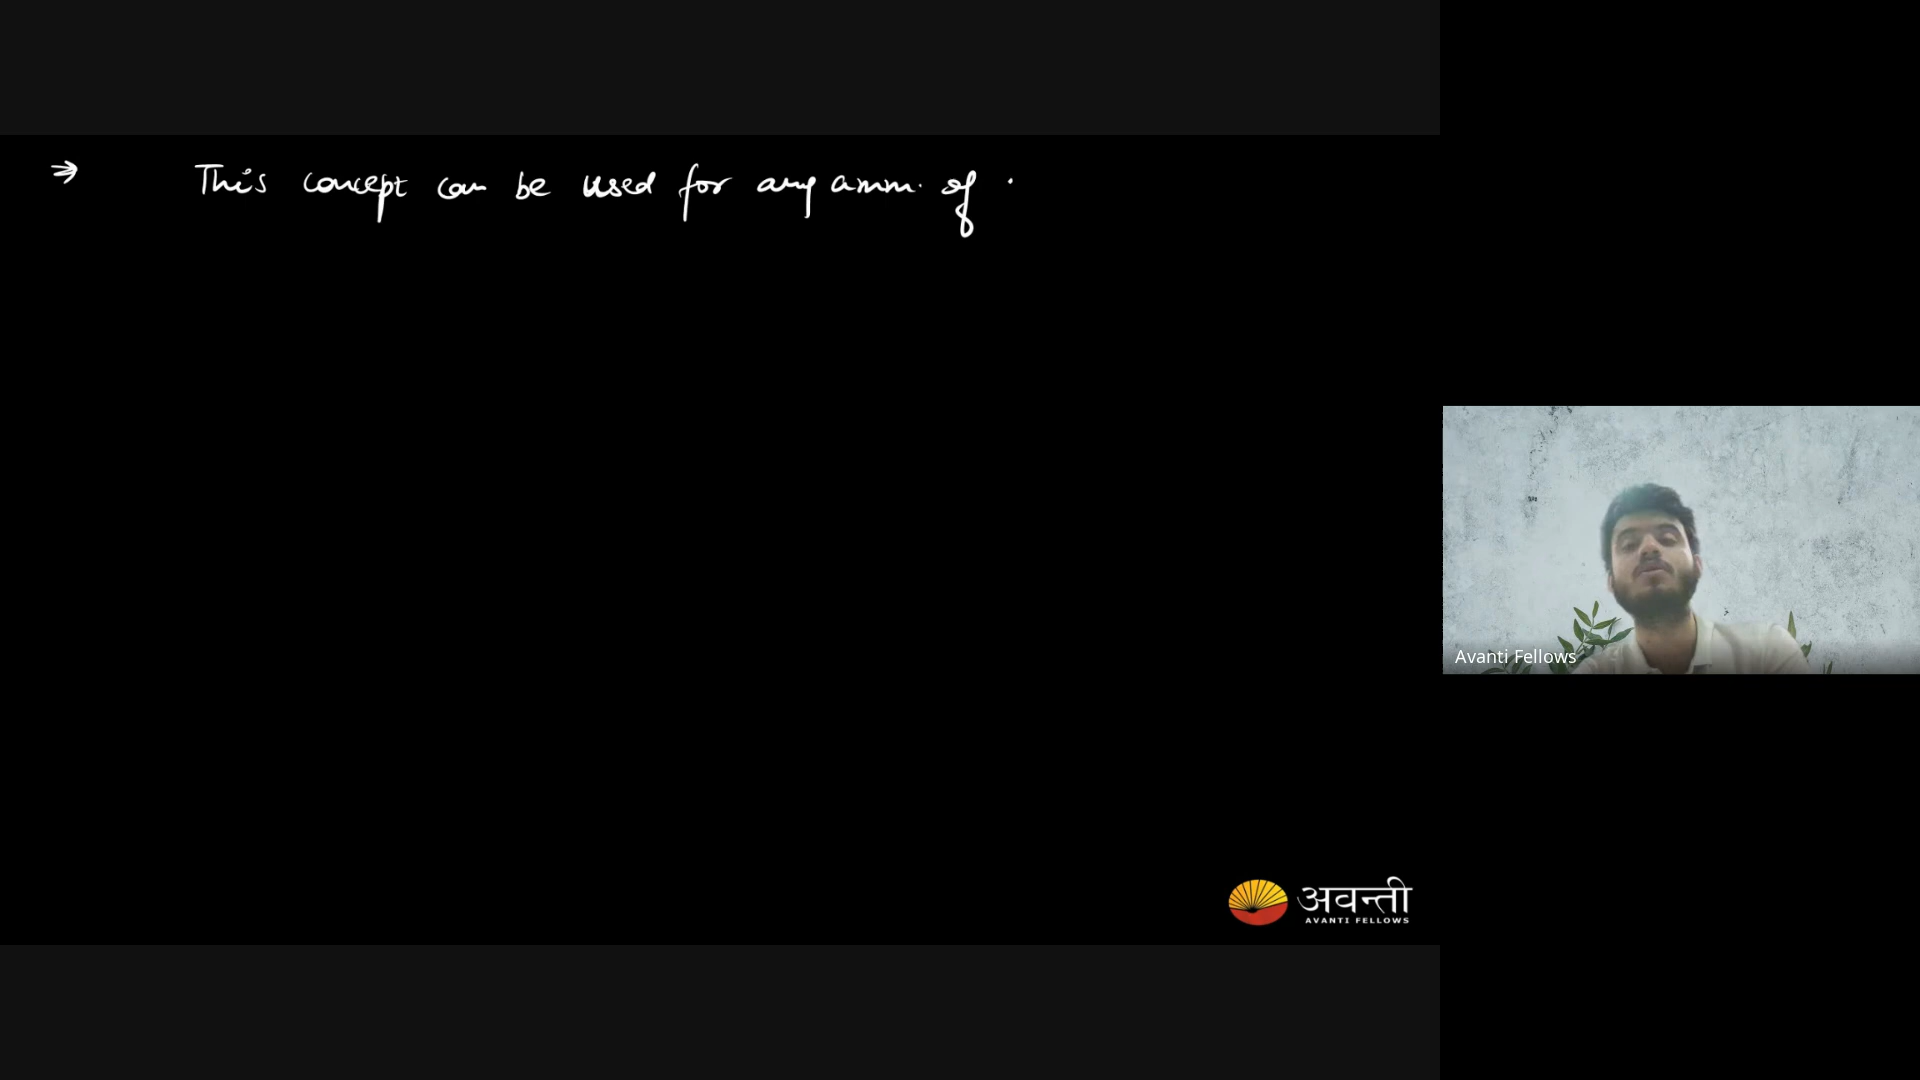 ⇒ This concept can be used for any amm. of .
Avanti Fellows
अवन्ती
AVANTI FELLOWS